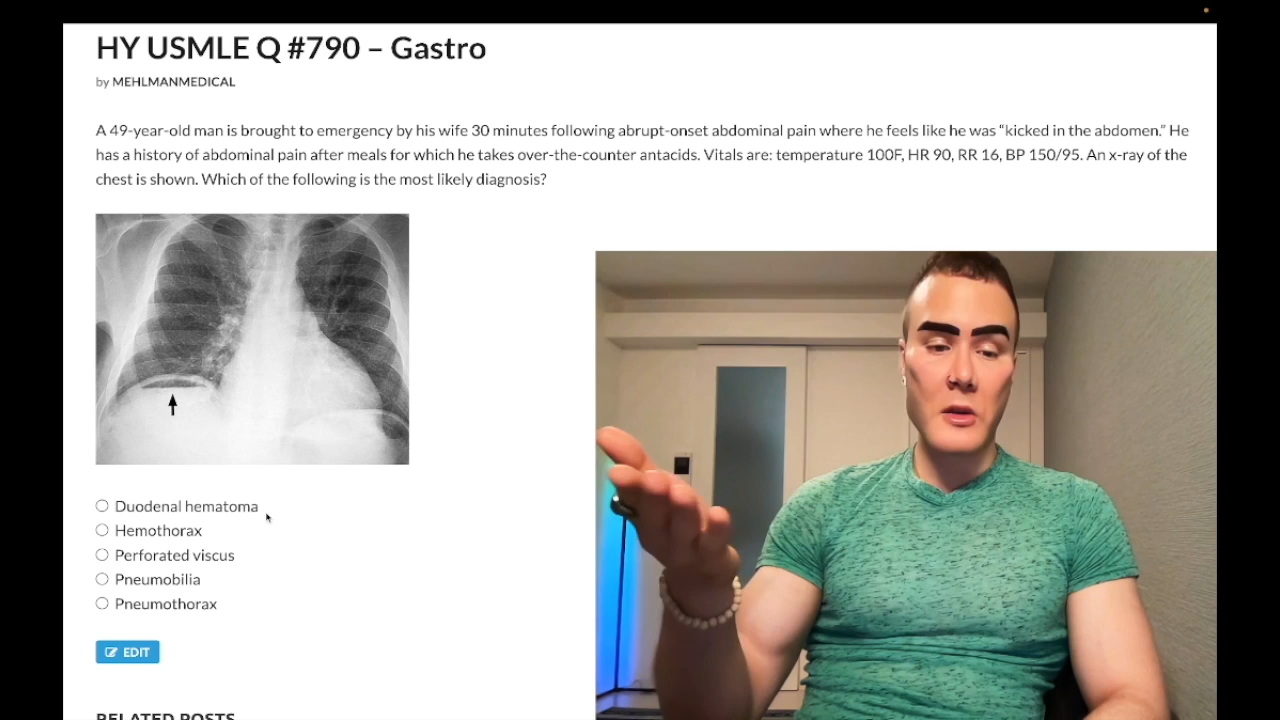 HY USMLE Q #790 – Gastro
by MEHLMANMEDICAL
A 49-year-old man is brought to emergency by his wife 30 minutes following abrupt-onset abdominal pain where he feels like he was “kicked in the abdomen.” He
has a history of abdominal pain after meals for which he takes over-the-counter antacids. Vitals are: temperature 100F, HR 90, RR 16, BP 150/95. An x-ray of the
chest is shown. Which of the following is the most likely diagnosis?
Duodenal hematoma
Hemothorax
Perforated viscus
Pneumobilia
Pneumothorax
EDIT
RELATED POSTS